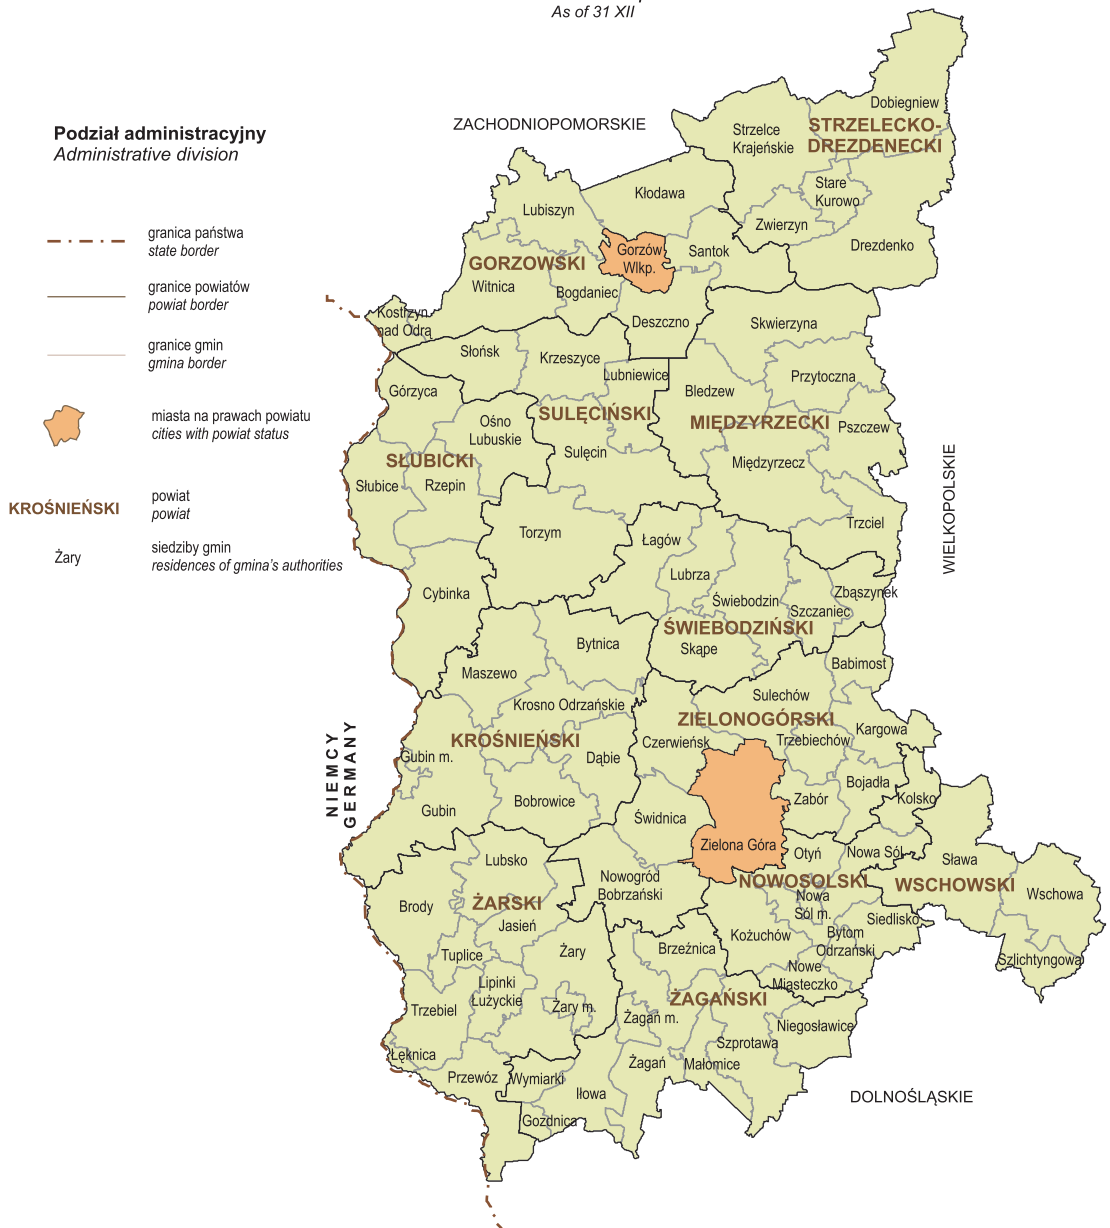 As of 31 XII
Podział administracyjny
Administrative division
granica państwa
state border
granice powiatów
powiat border
granice gmin
gmina border
miasta na prawach powiatu
cities with powiat status
KROŚNIEŃSKI
powiat
powiat
Żary
siedziby gmin
residences of gmina's authorities
ZACHODNIOPOMORSKIE
WIELKOPOLSKIE
DOLNOŚLĄSKIE
NIEMCY
GERMANY
Dobiegniew
STRZELECKO-
DREZDENECKI
Strzelce
Krajeńskie
Stare
Kurowo
Zwierzyn
Drezdenko
Kłodawa
Lubiszyn
Gorzów
Wlkp.
Santok
GORZOWSKI
Witnica
Bogdaniec
Kostrzyn
nad Odrą
Deszczno
Skwierzyna
Słońsk
Krzeszyce
Lubniewice
Przytoczna
Bledzew
Górzyca
Ośno
Lubuskie
SULĘCIŃSKI
MIĘDZYRZECKI
Pszczew
Sulęcin
SŁUBICKI
Międzyrzecz
Słubice
Rzepin
Torzym
Trzciel
Łagów
Lubrza
Cybinka
Świebodzin
Szczaniec
Zbąszynek
ŚWIEBODZIŃSKI
Skąpe
Bytnica
Babimost
Maszewo
Sulechów
Krosno Odrzańskie
ZIELONOGÓRSKI
Kargowa
KROŚNIEŃSKI
Czerwieńsk
Trzebiechów
Gubin m.
Dąbie
Bojadła
Zabór
Kolsko
Bobrowice
Gubin
Świdnica
Zielona Góra
Otyń
Nowa Sól
Sława
Lubsko
NOWOSOLSKI
WSCHOWSKI
Wschowa
Nowogród
Bobrzański
Nowa
Sól m.
Brody
ŻARSKI
Siedlisko
Jasień
Kożuchów
Bytom
Odrzański
Żary
Brzeźnica
Tuplice
Szlichtyngowa
Nowe
Miasteczko
Lipinki
Łużyckie
ŻAGAŃSKI
Trzebiel
Żary m.
Żagań m.
Niegosławice
Szprotawa
Łęknica
Żagań
Małomice
Przewóz
Wymiarki
Iłowa
Gozdnica